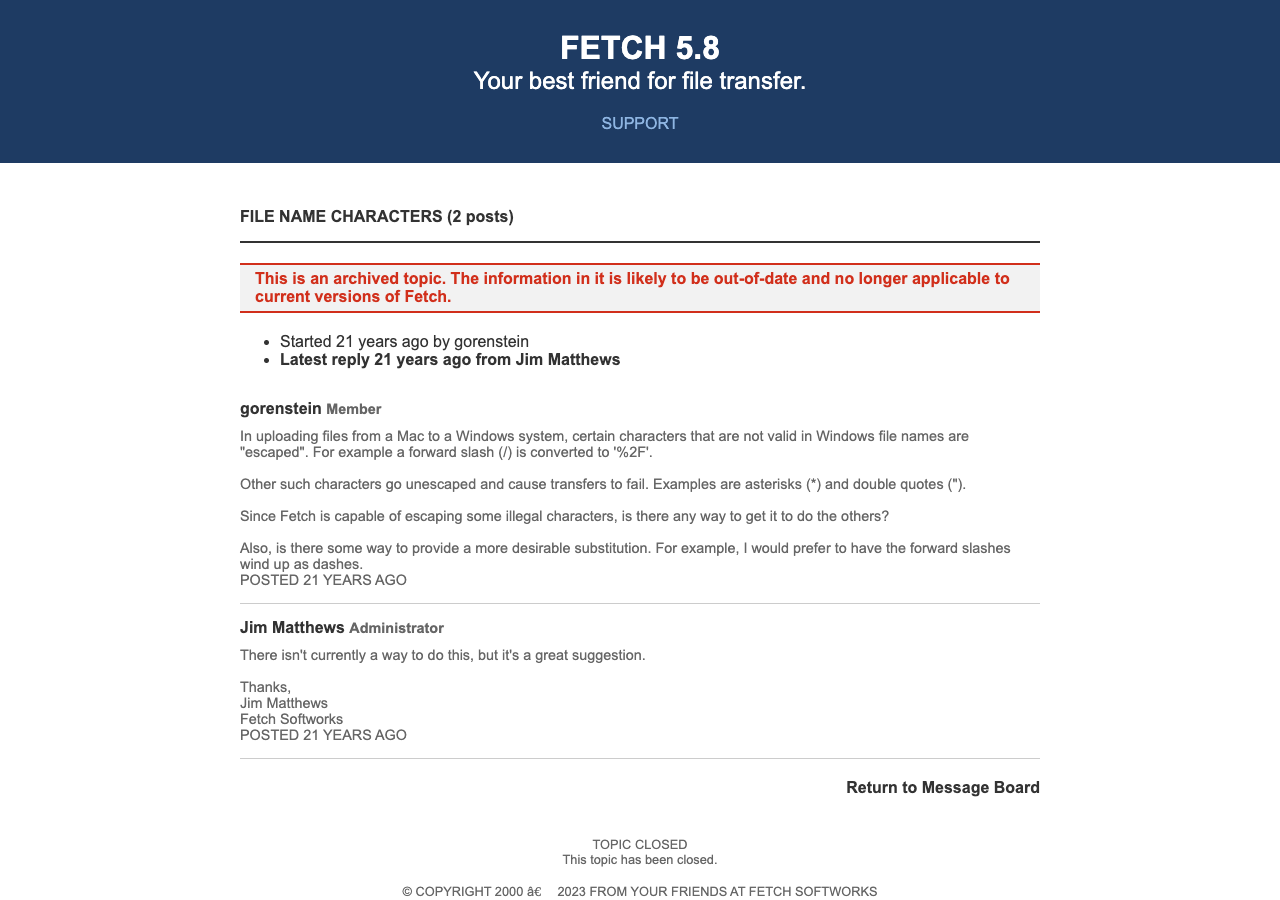 FETCH 5.8
Your best friend for file transfer.
SUPPORT
FILE NAME CHARACTERS (2 posts)
This is an archived topic. The information in it is likely to be out-of-date and no longer applicable to
current versions of Fetch.
• Started 21 years ago by gorenstein
• Latest reply 21 years ago from Jim Matthews
gorenstein Member
In uploading files from a Mac to a Windows system, certain characters that are not valid in Windows file names are
"escaped". For example a forward slash (/) is converted to '%2F'.
Other such characters go unescaped and cause transfers to fail. Examples are asterisks (*) and double quotes (").
Since Fetch is capable of escaping some illegal characters, is there any way to get it to do the others?
Also, is there some way to provide a more desirable substitution. For example, I would prefer to have the forward slashes
wind up as dashes.
POSTED 21 YEARS AGO
Jim Matthews Administrator
There isn't currently a way to do this, but it's a great suggestion.
Thanks,
Jim Matthews
Fetch Softworks
POSTED 21 YEARS AGO
Return to Message Board
TOPIC CLOSED
This topic has been closed.
© COPYRIGHT 2000 â€ 2023 FROM YOUR FRIENDS AT FETCH SOFTWORKS